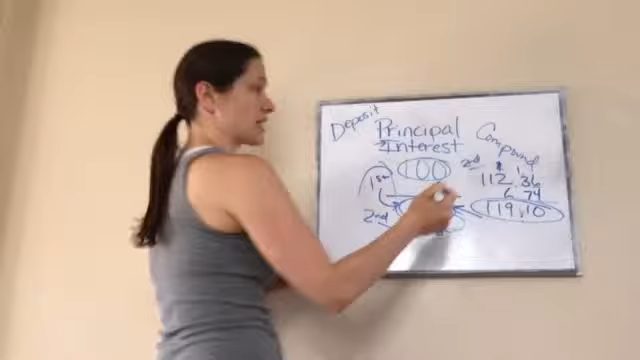 Deposit
Principal
Interest
Compound
100
1st
2nd
2nd
112.36
6.74
119.10